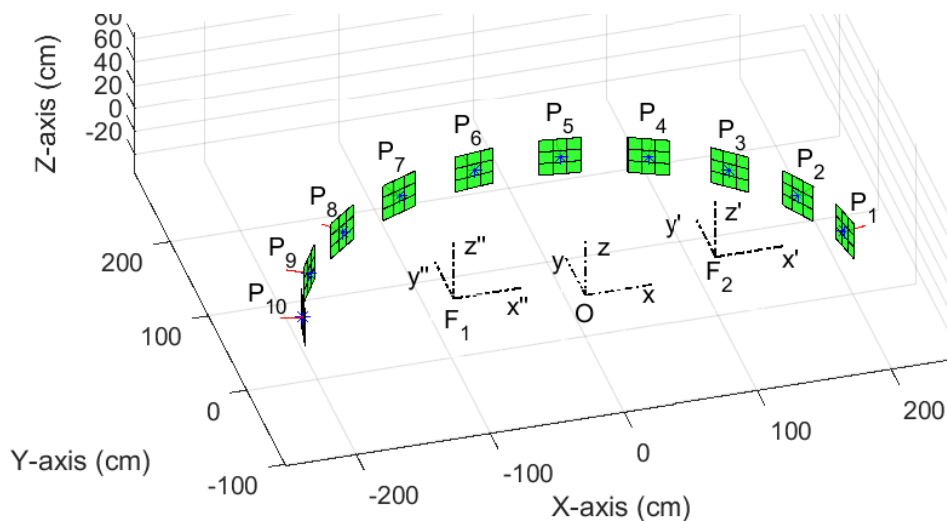 80
60
40
20
0
-20
Z-axis (cm)
P5
P4
P6
P3
P7
P2
P8
P1
P9
P10
z'
y'
x'
F2
z"
y"
x"
F1
z
y
x
O
200
100
0
-100
Y-axis (cm)
-200
-100
0
100
200
X-axis (cm)